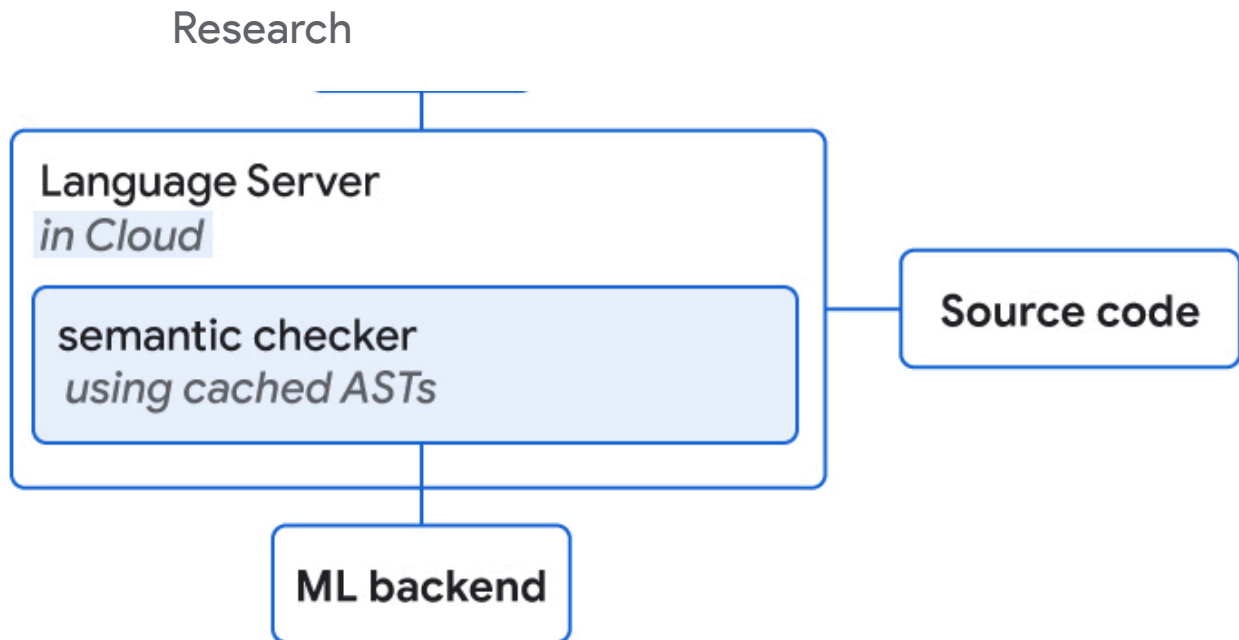 Research
Language Server
in Cloud
semantic checker
using cached ASTs
Source code
ML backend